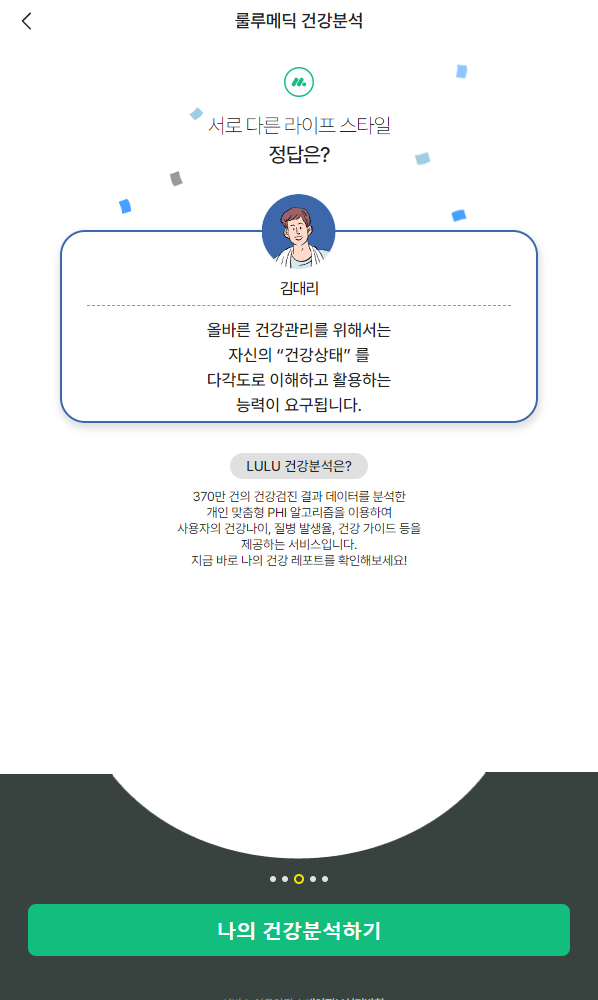 룰루메딕 건강분석
서로 다른 라이프 스타일
정답은?
김대리
올바른 건강관리를 위해서는
자신의 “건강상태” 를
다각도로 이해하고 활용하는
능력이 요구됩니다.
LULU 건강분석은?
370만 건의 건강검진 결과 데이터를 분석한
개인 맞춤형 PHI 알고리즘을 이용하여
사용자의 건강나이, 질병 발생율, 건강 가이드 등을
제공하는 서비스입니다.
지금 바로 나의 건강 레포트를 확인해보세요!
나의 건강분석하기